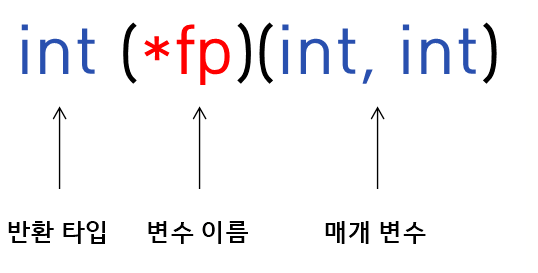 int (*fp)(int, int)
반환 타입 변수 이름 매개 변수